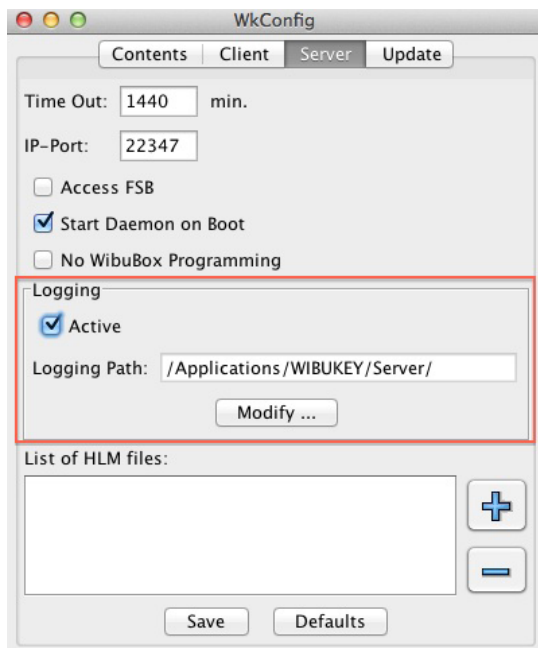 WkConfig
Contents Client Server Update
Time Out: 1440 min.
IP-Port: 22347
Access FSB
Start Daemon on Boot
No WibuBox Programming
Logging
Active
Logging Path: /Applications/WIBUKEY/Server/
Modify ...
List of HLM files:
Save Defaults